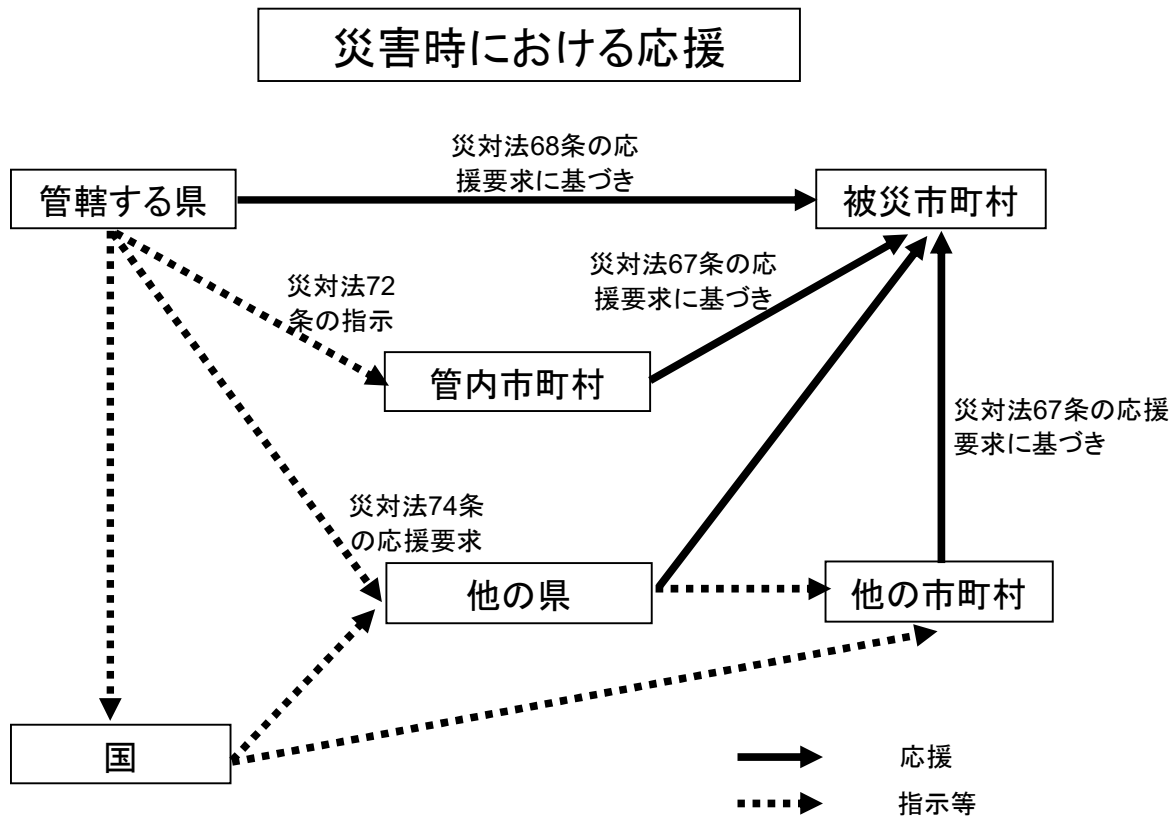 災害時における応援
災対法68条の応
援要求に基づき
管轄する県
被災市町村
災対法67条の応
援要求に基づき
災対法72
条の指示
管内市町村
災対法67条の応援
要求に基づき
災対法74条
の応援要求
他の県
他の市町村
国
応援
指示等